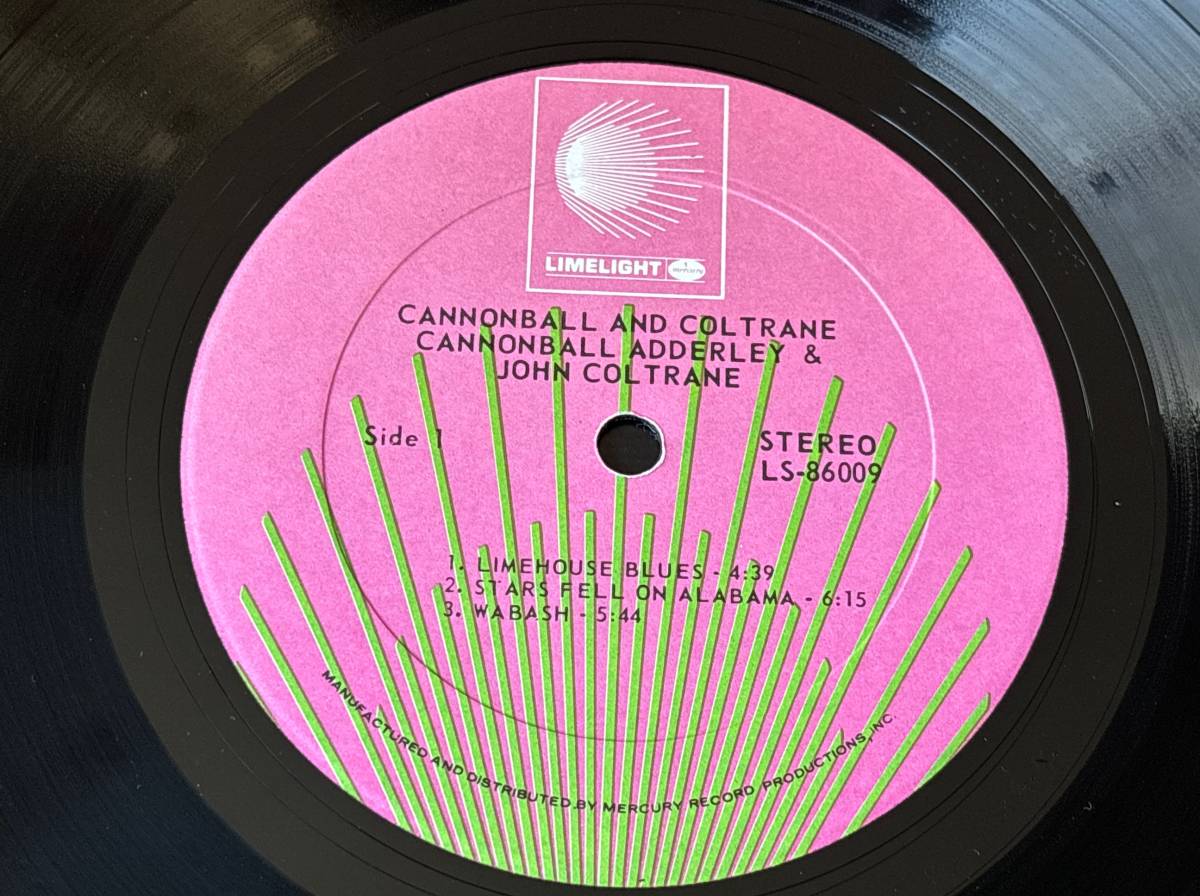 LIMELIGHT
CANNONBALL AND COLTRANE
CANNONBALL ADDERLEY &
JOHN COLTRANE
Side 1
STEREO
LS-86009
1. LIMEHOUSE BLUES - 4:39
2. STARS FELL ON ALABAMA - 6:15
3. WABASH - 5:44
MANUFACTURED AND DISTRIBUTED BY MERCURY RECORD PRODUCTIONS, INC.